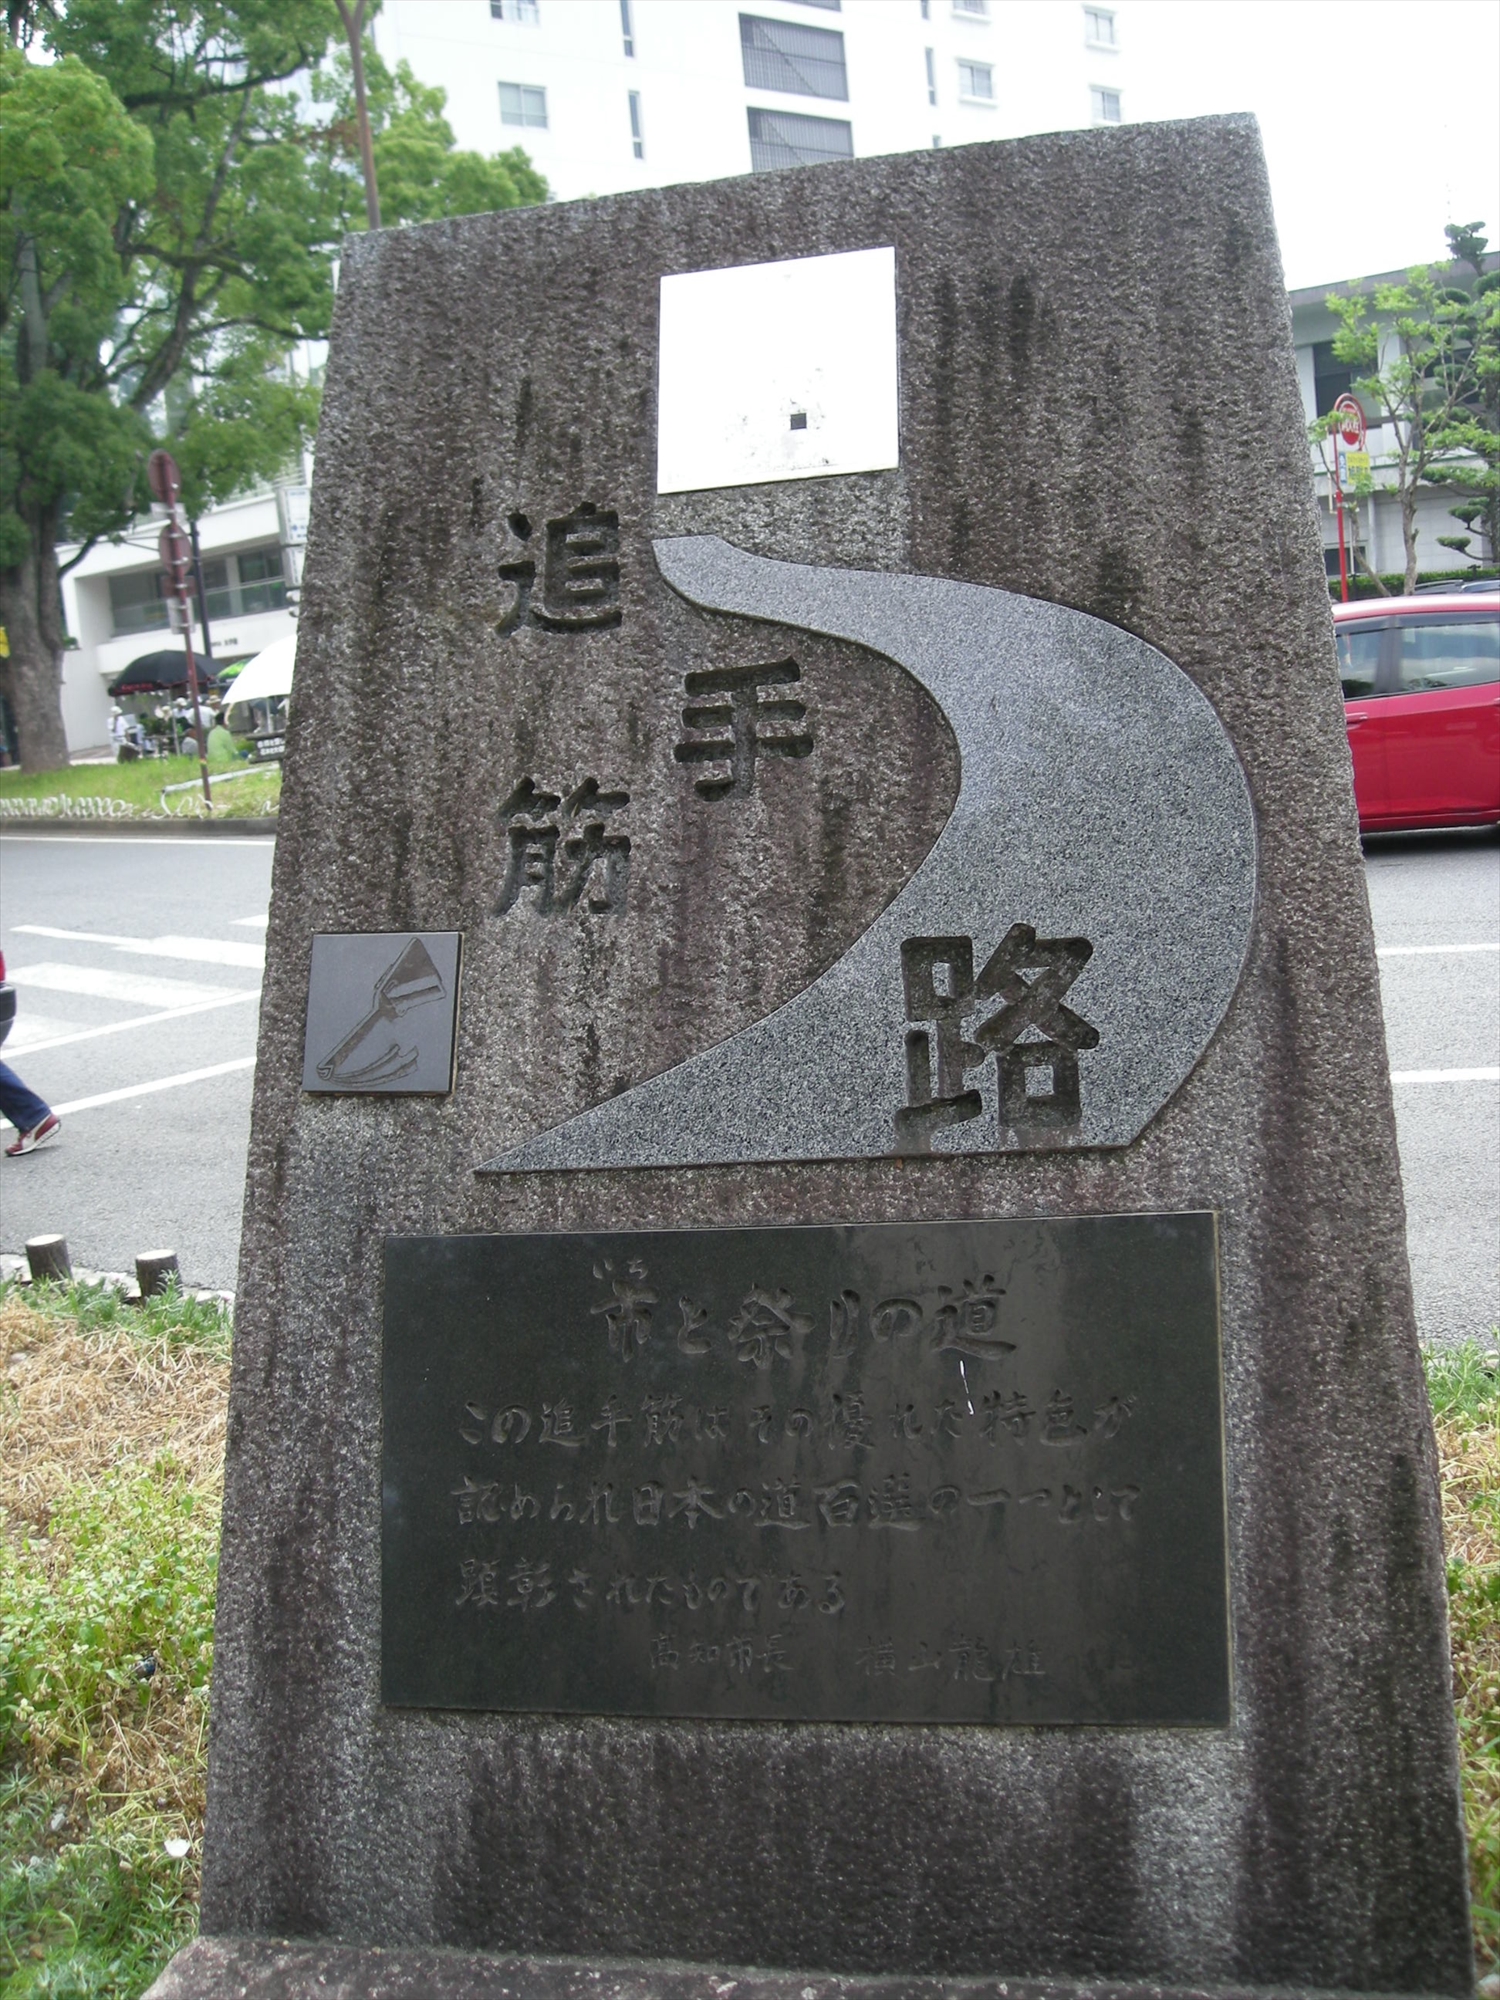 追
手
筋
路
いち
市と祭りの道
この追手筋はその優れた特色が
認められ日本の道百選の一つとして
顕彰されたものである
高知市長 横山龍雄